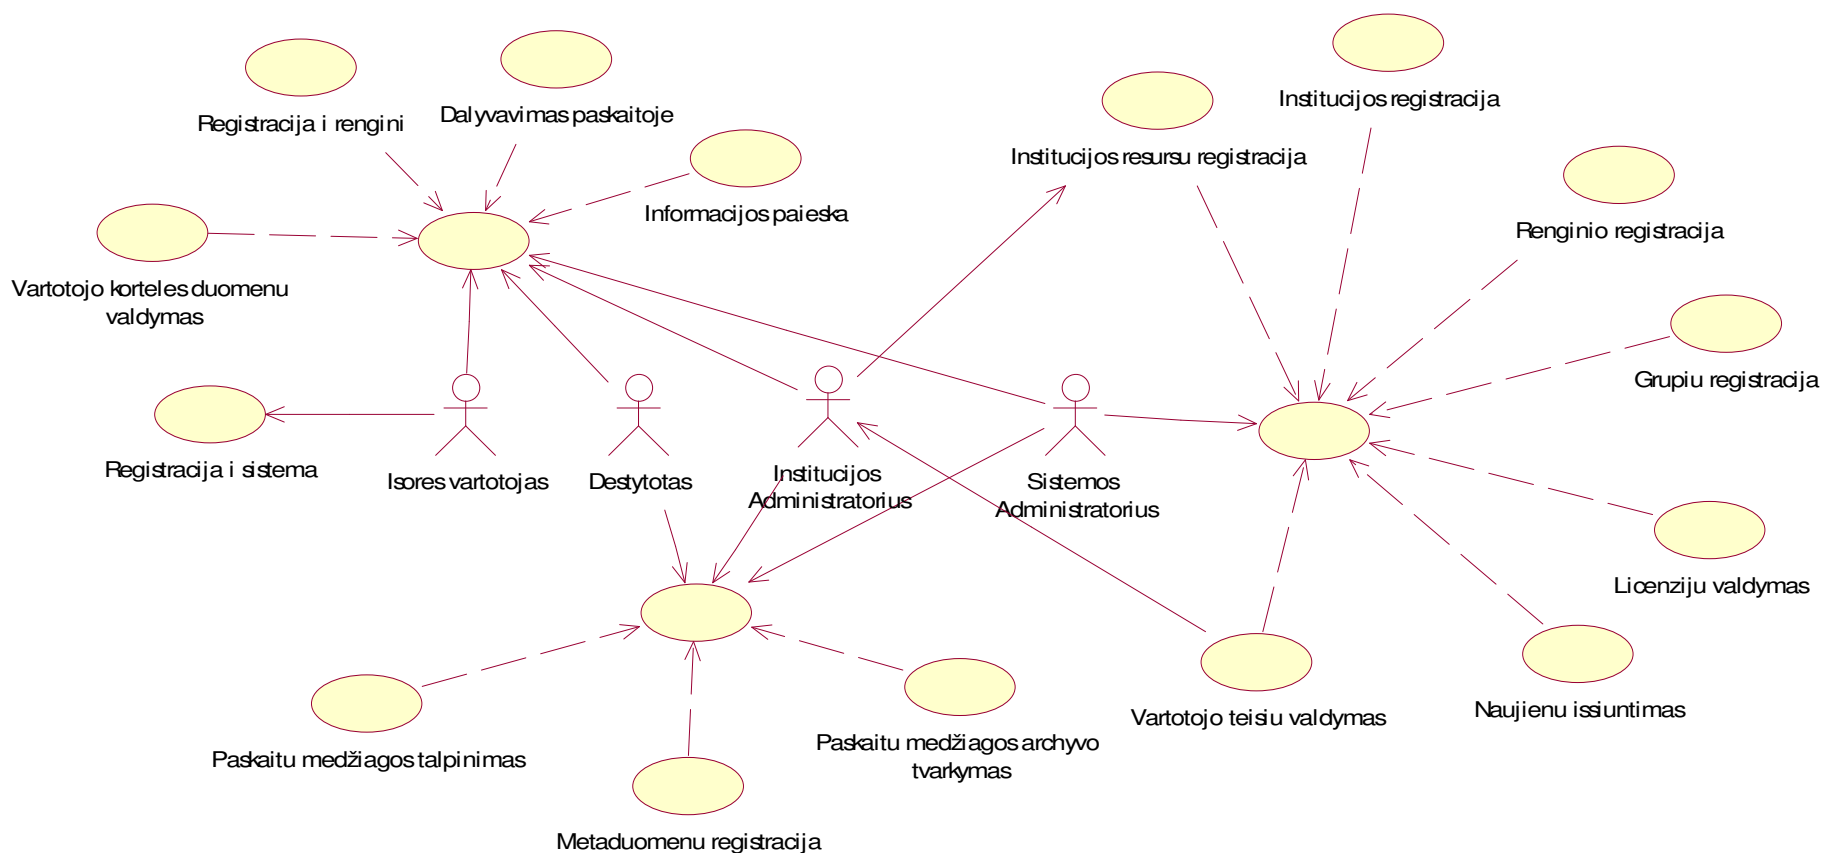 Institucijos registracija
Registracija i rengini
Dalyvavimas paskaitoje
Institucijos resursu registracija
Informacijos paieska
Renginio registracija
Vartotojo korteles duomenu
valdymas
Grupiu registracija
Registracija i sistema
Isores vartotojas
Destytotas
Institucijos
Administratorius
Sistemos
Administratorius
Licenziju valdymas
Vartotojo teisiu valdymas
Naujienu issiuntimas
Paskaitu medžiagos talpinimas
Paskaitu medžiagos archyvo
tvarkymas
Metaduomenu registracija